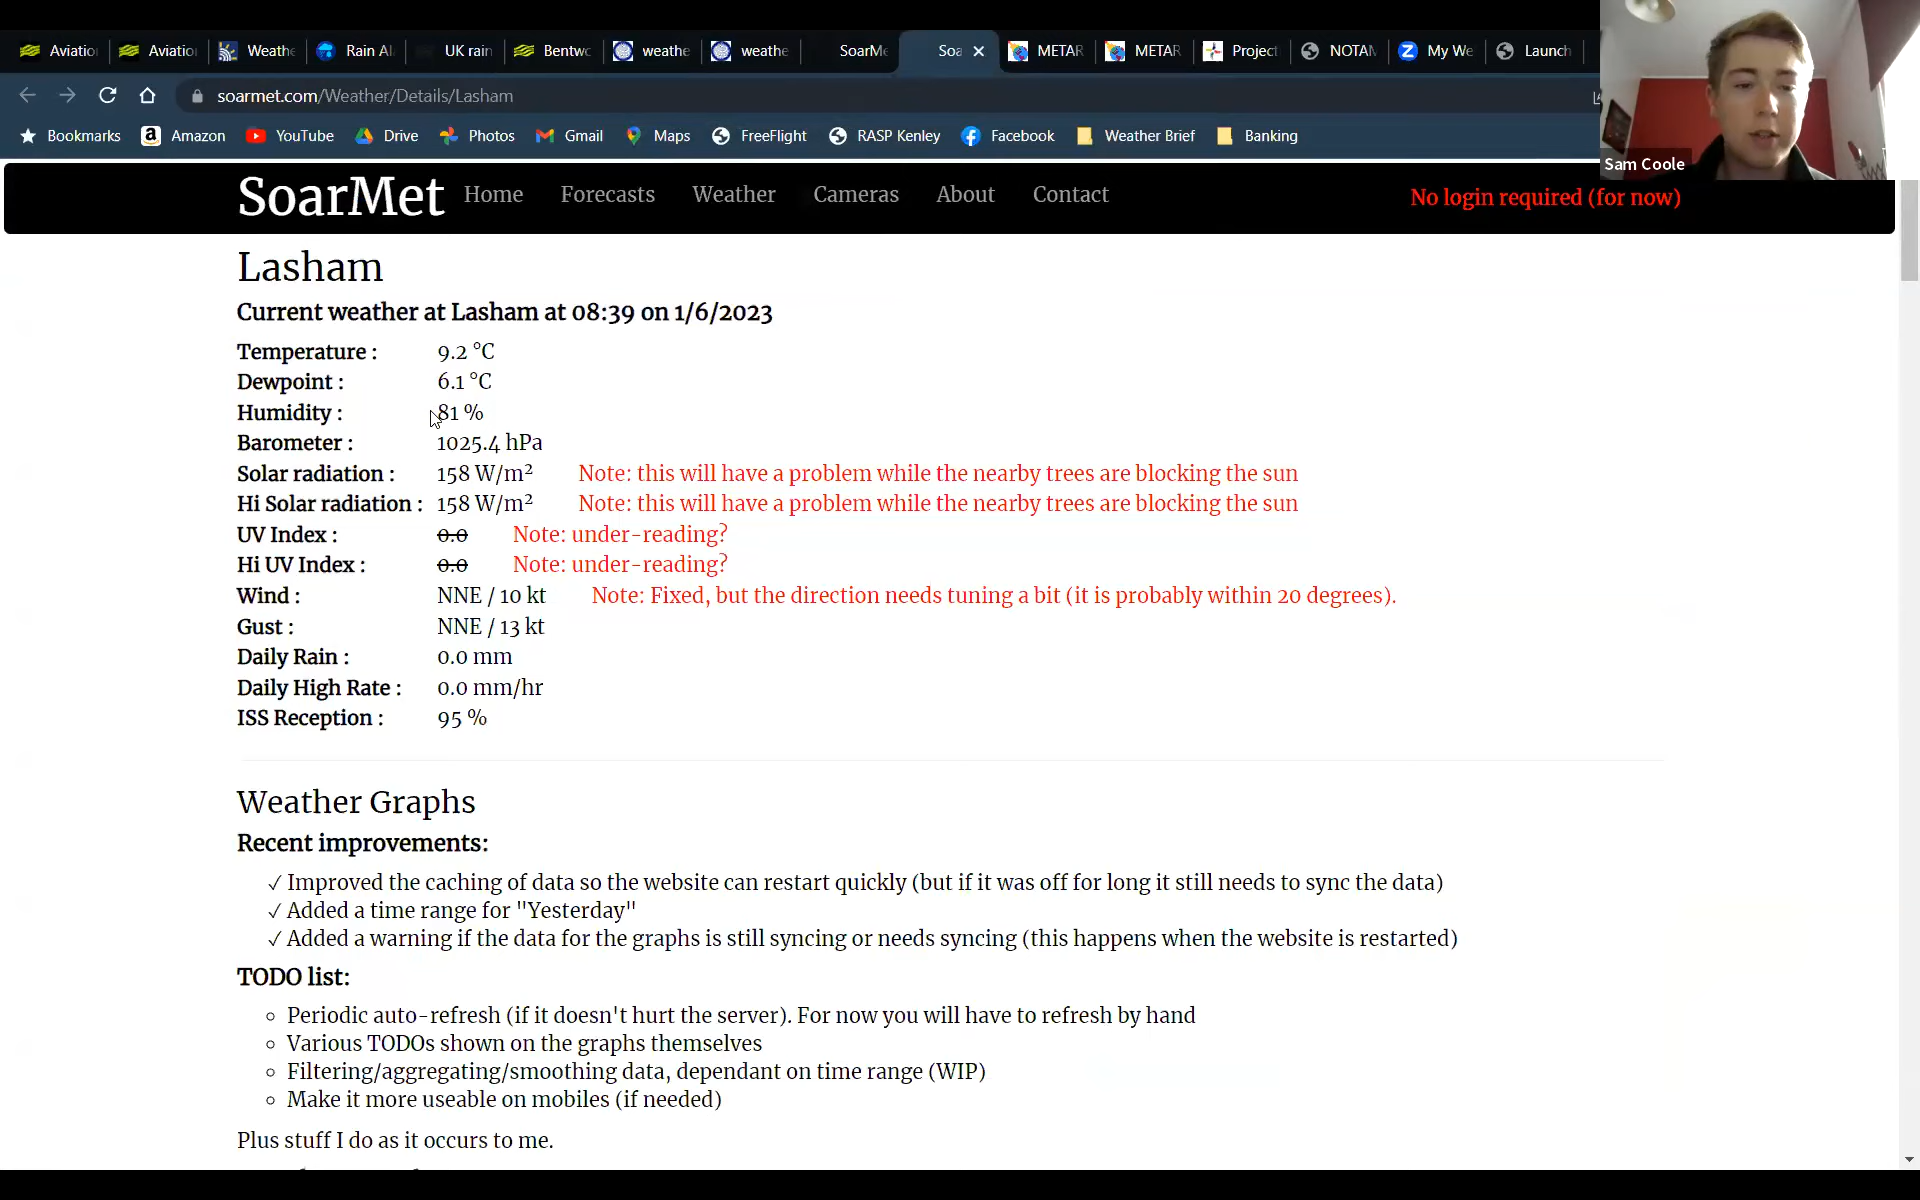 Aviatio
Aviatio
Weathe
Rain Al
UK rain
Bentwo
weathe
weathe
SoarMe
Soa
METAR
METAR
Project
NOTAM
My We
Launch
soarmet.com/Weather/Details/Lasham
Bookmarks
Amazon
YouTube
Drive
Photos
Gmail
Maps
FreeFlight
RASP Kenley
Facebook
Weather Brief
Banking
Sam Coole
SoarMet Home Forecasts Weather Cameras About Contact
No login required (for now)
Lasham
Current weather at Lasham at 08:39 on 1/6/2023
Temperature : 9.2 °C
Dewpoint : 6.1 °C
Humidity : 81 %
Barometer : 1025.4 hPa
Solar radiation : 158 W/m² Note: this will have a problem while the nearby trees are blocking the sun
Hi Solar radiation : 158 W/m² Note: this will have a problem while the nearby trees are blocking the sun
UV Index : 0.0 Note: under-reading?
Hi UV Index : 0.0 Note: under-reading?
Wind : NNE / 10 kt Note: Fixed, but the direction needs tuning a bit (it is probably within 20 degrees).
Gust : NNE / 13 kt
Daily Rain : 0.0 mm
Daily High Rate : 0.0 mm/hr
ISS Reception : 95 %
Weather Graphs
Recent improvements:
✓ Improved the caching of data so the website can restart quickly (but if it was off for long it still needs to sync the data)
✓ Added a time range for "Yesterday"
✓ Added a warning if the data for the graphs is still syncing or needs syncing (this happens when the website is restarted)
TODO list:
Periodic auto-refresh (if it doesn't hurt the server). For now you will have to refresh by hand
Various TODOs shown on the graphs themselves
Filtering/aggregating/smoothing data, dependant on time range (WIP)
Make it more useable on mobiles (if needed)
Plus stuff I do as it occurs to me.